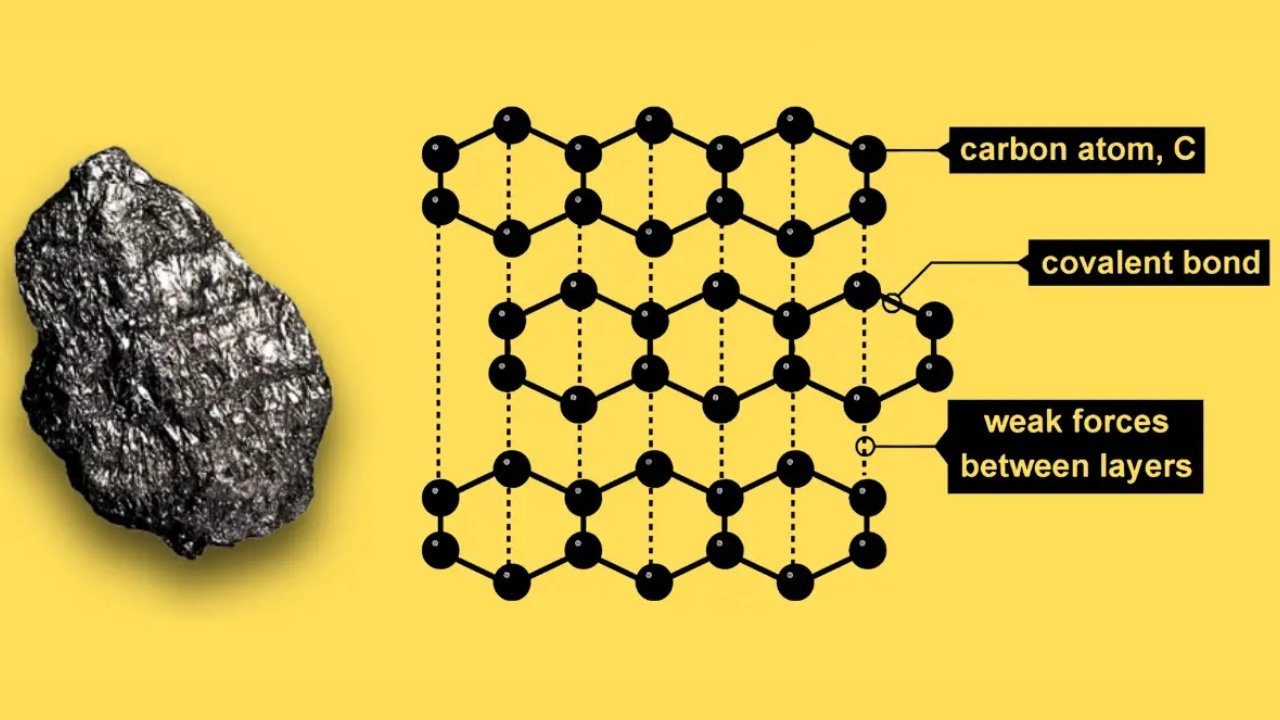 carbon atom, C
covalent bond
weak forces
between layers